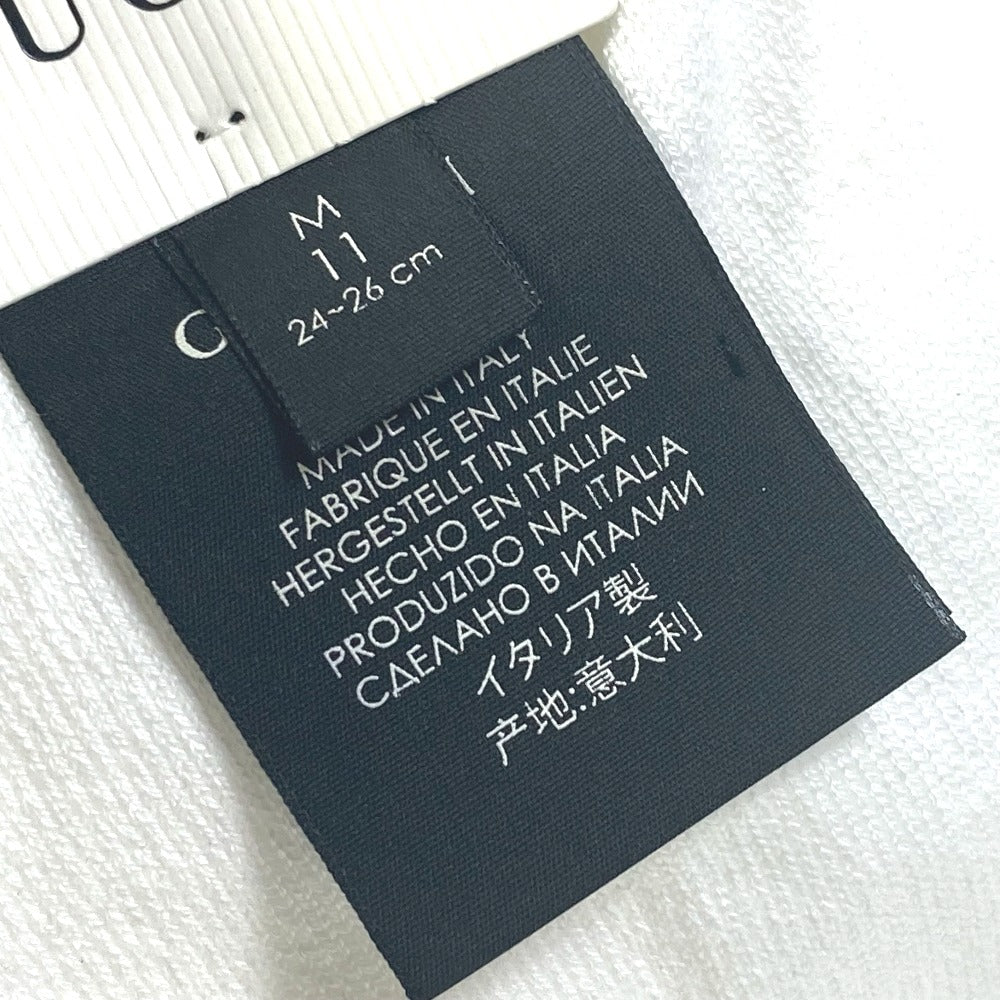 M
11
24~26 cm
G
MADE IN ITALY
FABRIQUE EN ITALIE
HERGESTELLT IN ITALIEN
HECHO EN ITALIA
PRODUZIDO NA ITALIA
СДЕЛАНО В ИТАЛИИ
イタリア製
产地:意大利